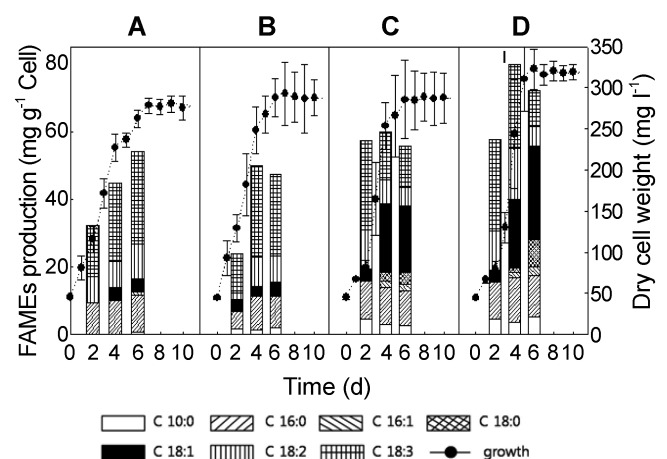 A B C D
FAMEs production (mg g⁻¹ Cell)
80
60
40
20
0
350
300
250
200
150
100
50
0
Dry cell weight (mg l⁻¹)
0 2 4 6 8 10 0 2 4 6 8 10 0 2 4 6 8 10 0 2 4 6 8 10
Time (d)
C 10:0 C 16:0 C 16:1 C 18:0
C 18:1 C 18:2 C 18:3 growth